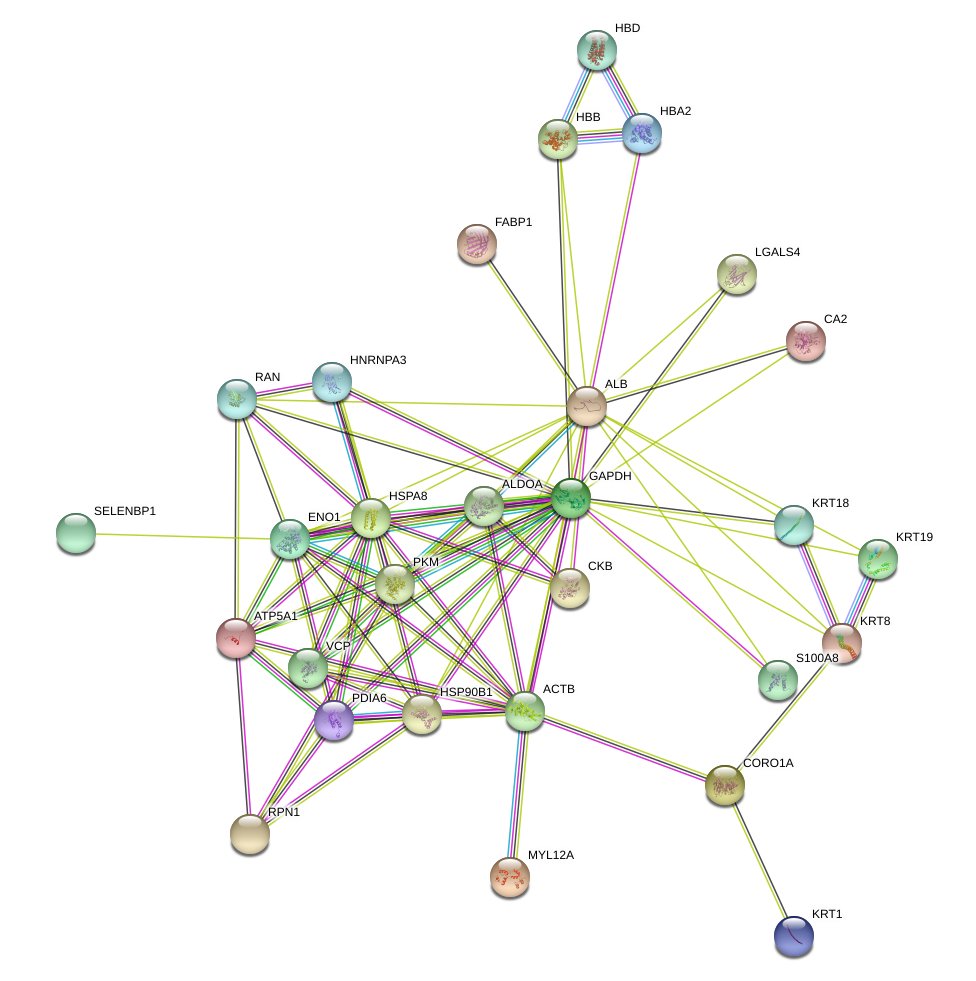 HBD
HBA2
HBB
FABP1
LGALS4
CA2
HNRNPA3
RAN
ALB
GAPDH
ALDOA
HSPA8
KRT18
SELENBP1
ENO1
KRT19
PKM
CKB
ATP5A1
KRT8
VCP
S100A8
PDIA6
HSP90B1
ACTB
CORO1A
RPN1
MYL12A
KRT1